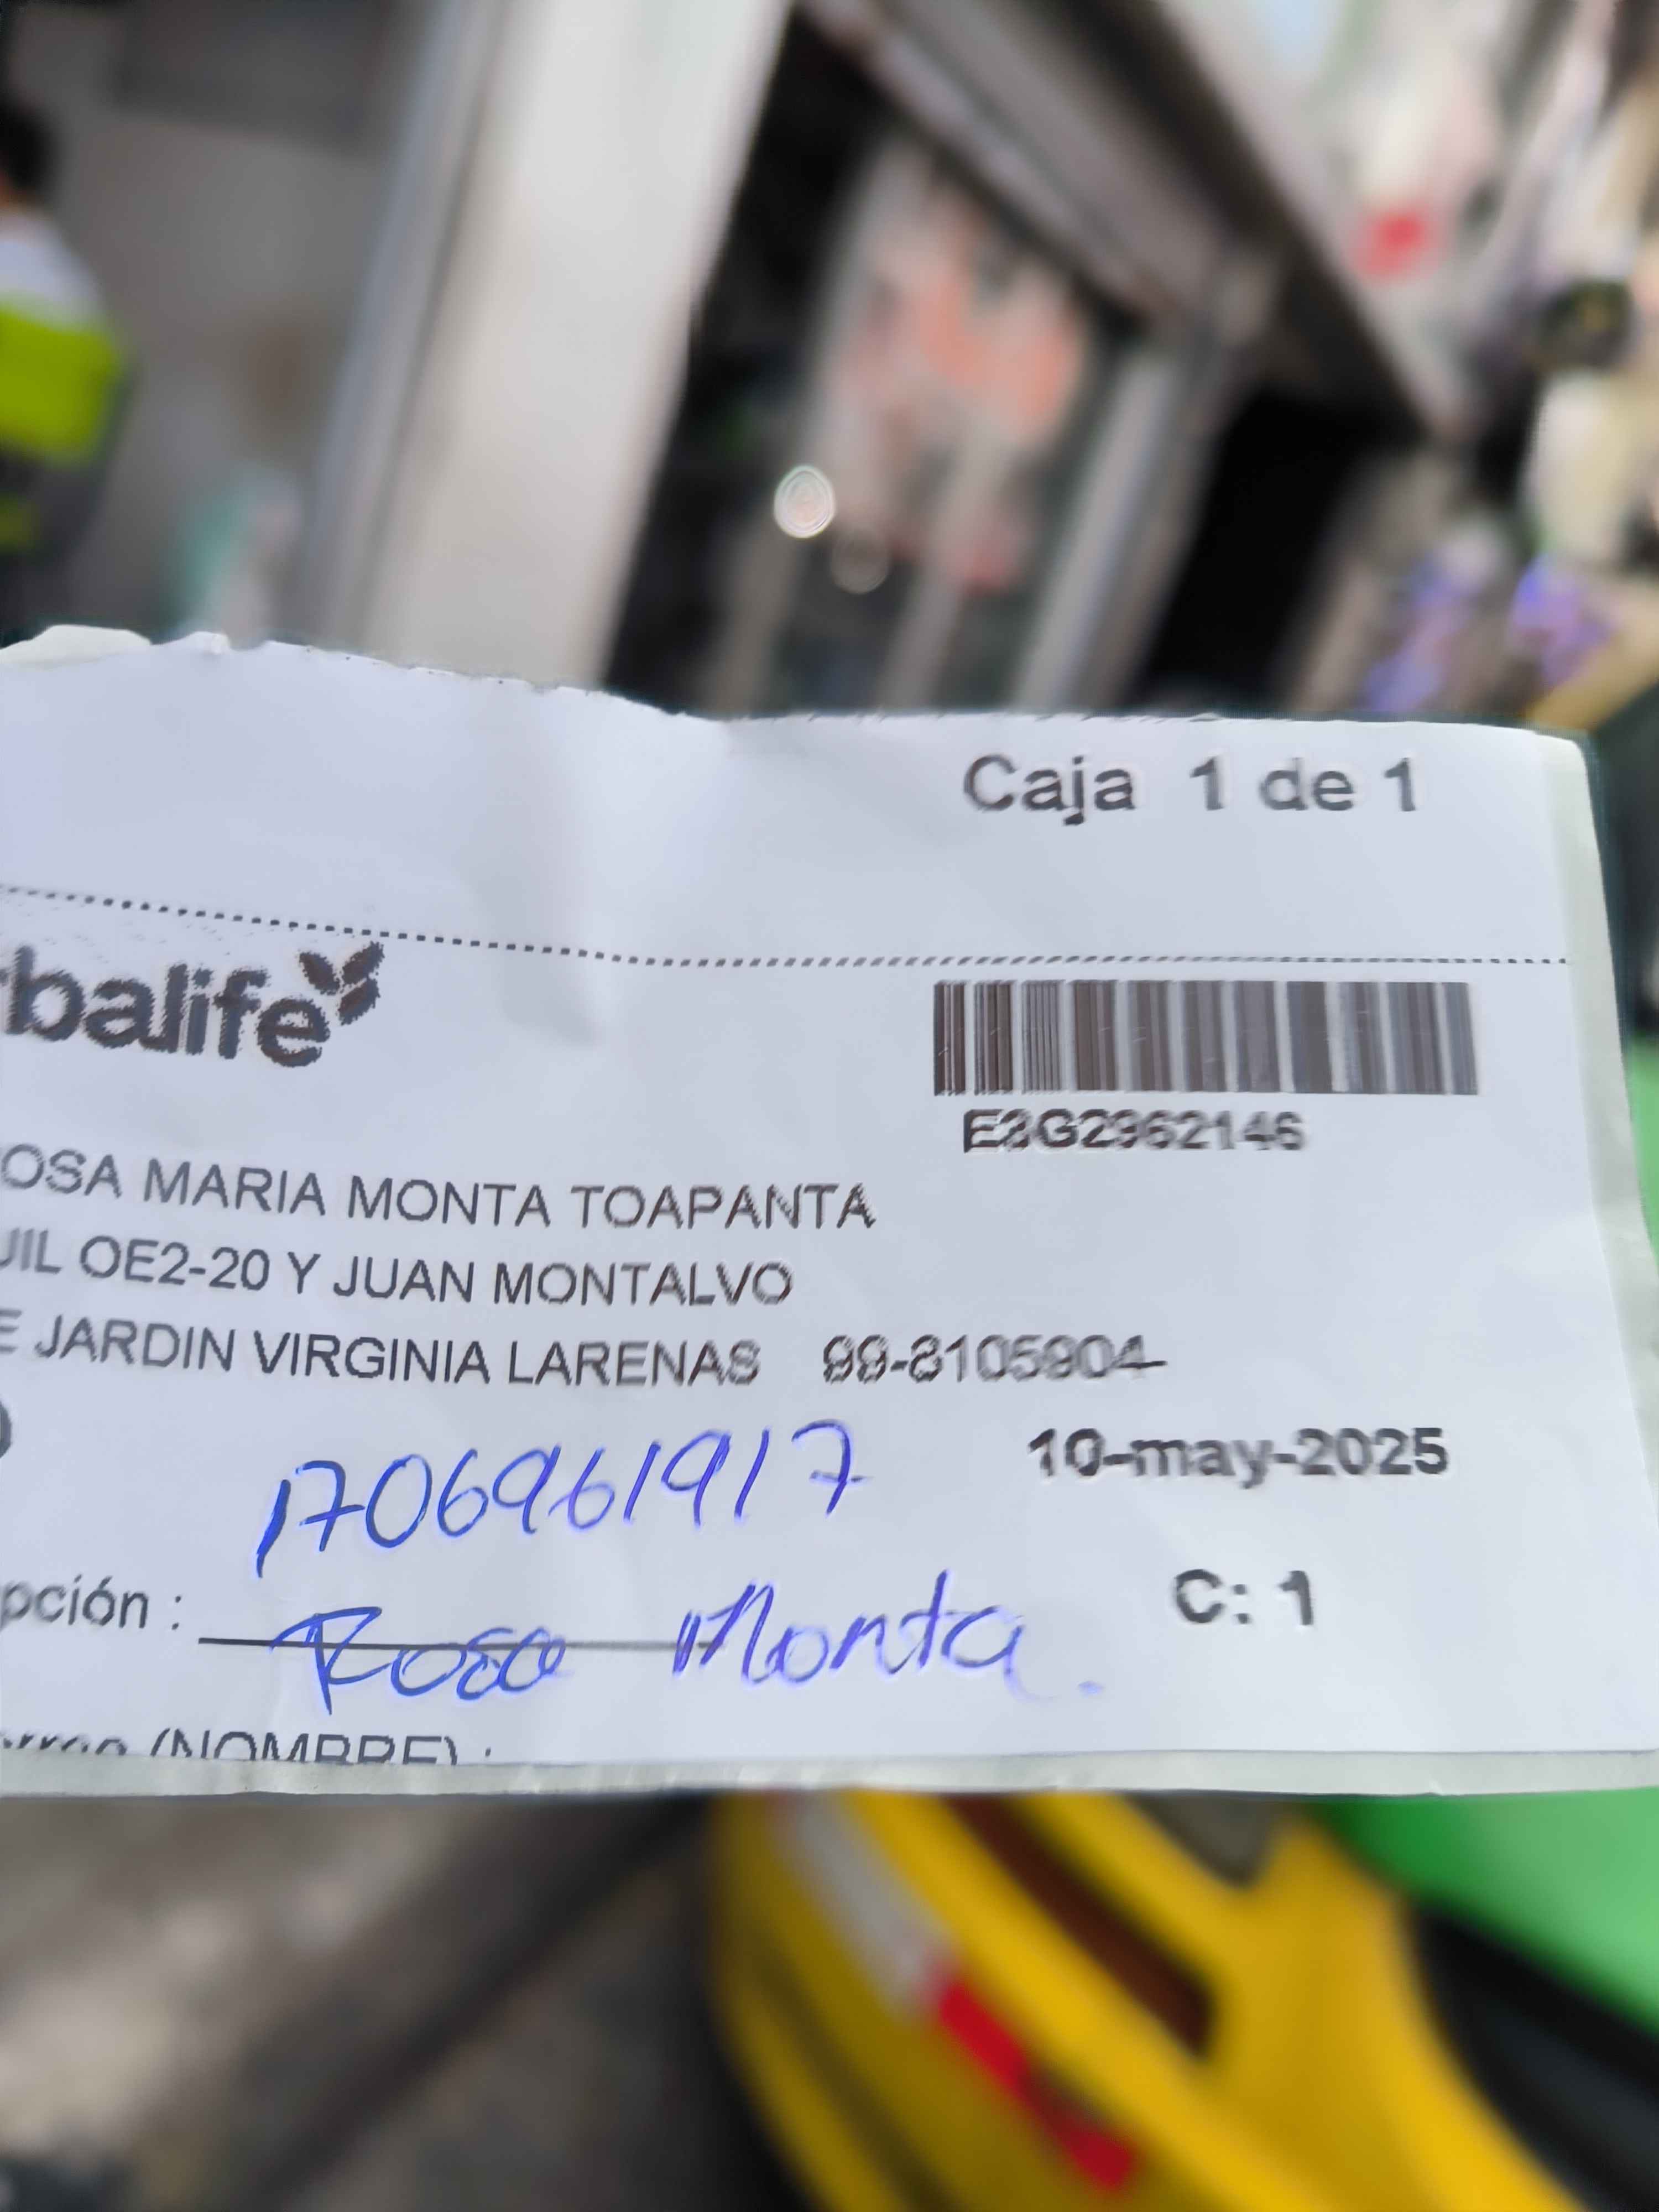 Caja 1 de 1
rbalife
E3G2962146
OSA MARIA MONTA TOAPANTA
UIL OE2-20 Y JUAN MONTALVO
E JARDIN VIRGINIA LARENAS 99-8105904-
1706961917
10-may-2025
pción :
Rosa Monta.
C: 1
(NOMBRE) :